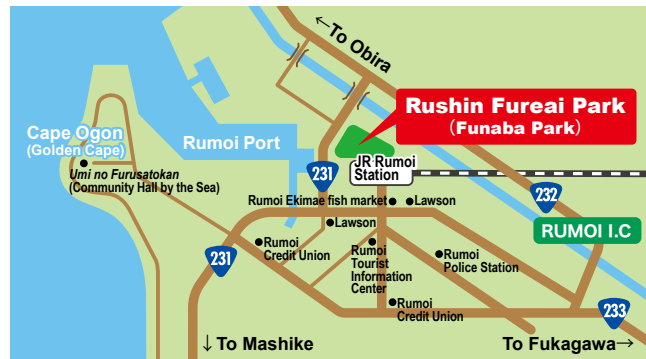 ←To Obira
Rushin Fureai Park
(Funaba Park)
Cape Ogon
(Golden Cape)
Rumoi Port
Umi no Furusatokan
(Community Hall by the Sea)
JR Rumoi
Station
231
232
Rumoi Ekimae fish market
Lawson
Lawson
RUMOI I.C
231
Rumoi
Credit Union
Rumoi
Tourist
Information
Center
Rumoi
Police Station
Rumoi
Credit Union
233
↓To Mashike
To Fukagawa→